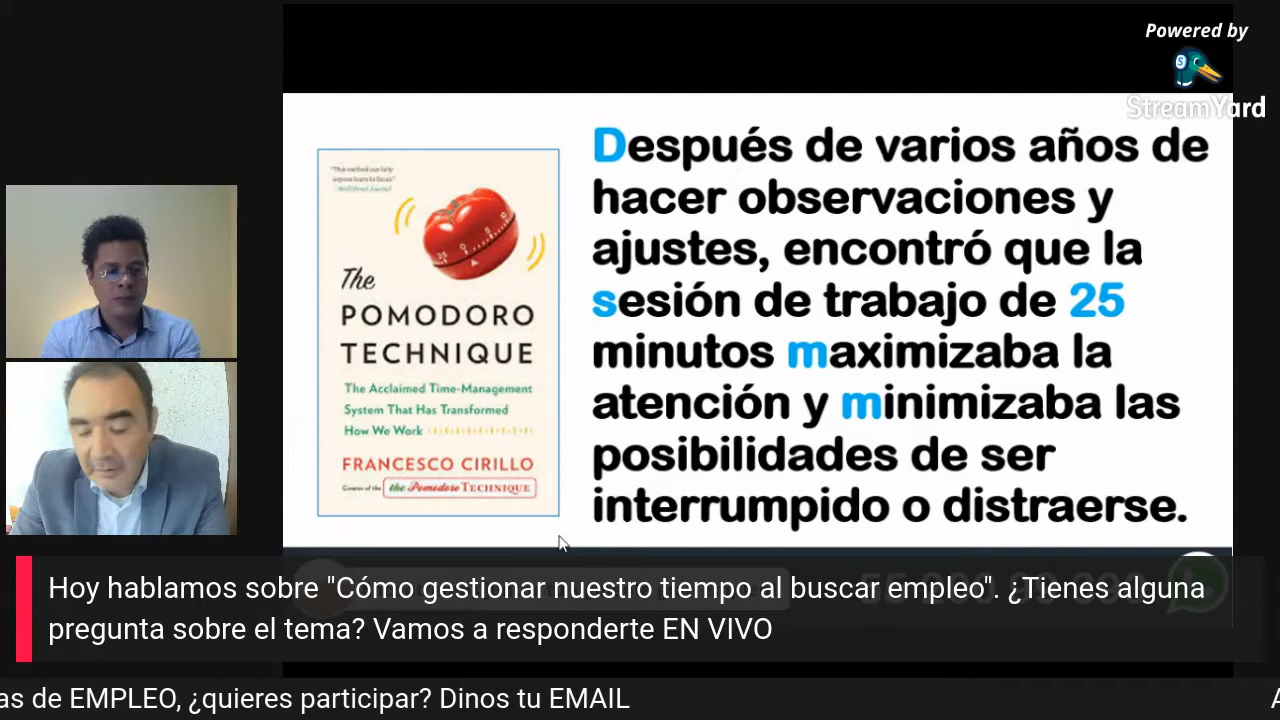 Powered by
StreamYard
"This method can help
anyone learn to focus."
—Wall Street Journal
The
POMODORO
TECHNIQUE
The Acclaimed Time-Management
System That Has Transformed
How We Work
FRANCESCO CIRILLO
Creator of the the Pomodoro TECHNIQUE
Después de varios años de
hacer observaciones y
ajustes, encontró que la
sesión de trabajo de 25
minutos maximizaba la
atención y minimizaba las
posibilidades de ser
interrumpido o distraerse.
Hoy hablamos sobre "Cómo gestionar nuestro tiempo al buscar empleo". ¿Tienes alguna
pregunta sobre el tema? Vamos a responderte EN VIVO
as de EMPLEO, ¿quieres participar? Dinos tu EMAIL